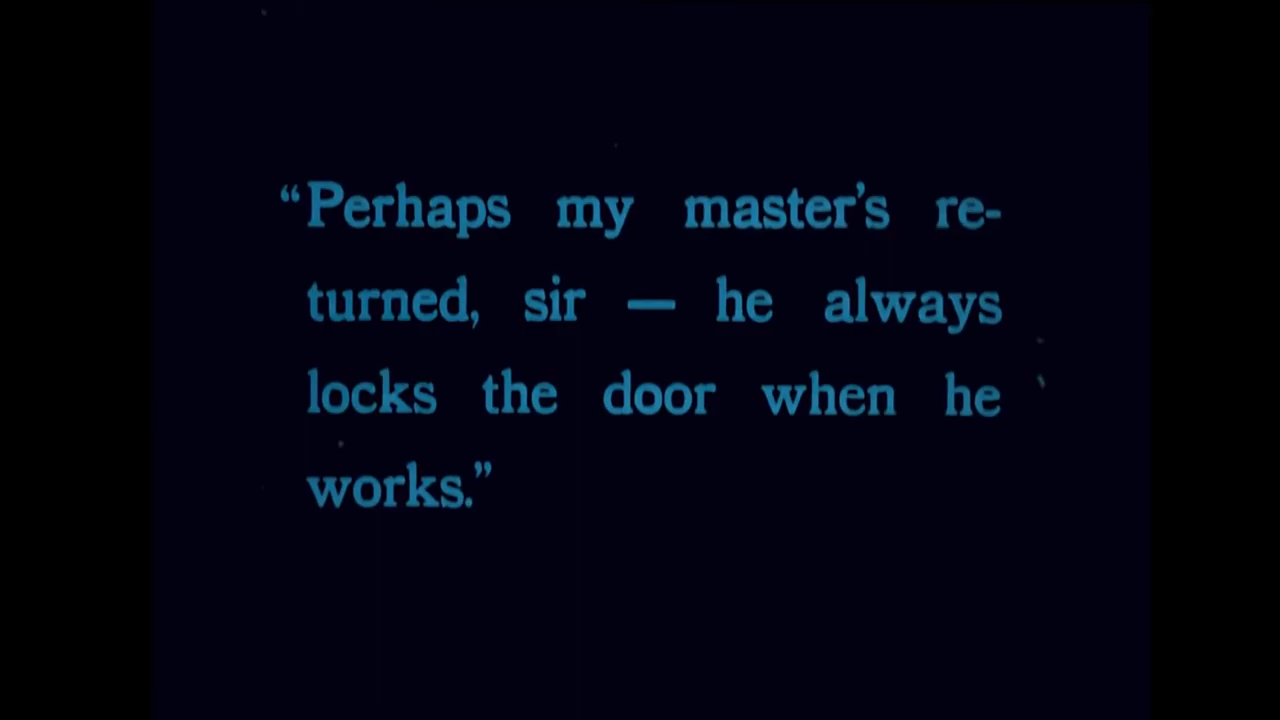 “Perhaps my master’s re-
turned, sir — he always
locks the door when he
works.”